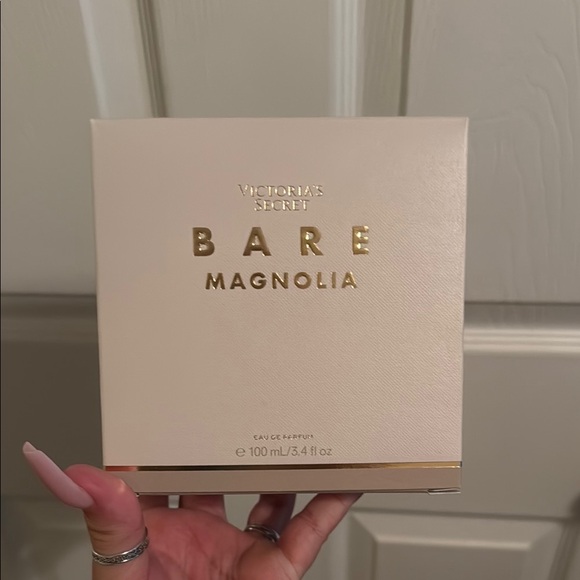 VICTORIA'S
SECRET
BARE
MAGNOLIA
EAU DE PARFUM
℮ 100 mL/3.4 fl oz